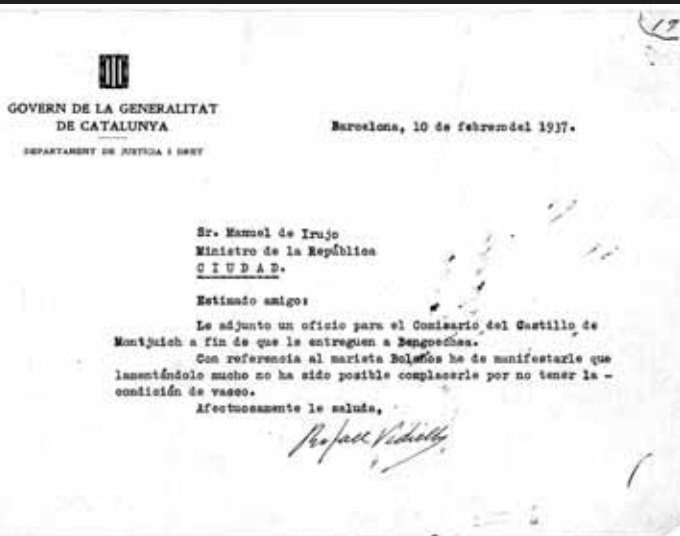 17
GOVERN DE LA GENERALITAT
DE CATALUNYA
DEPARTAMENT DE JUSTICIA I DRET
Barcelona, 10 de febrero del 1937.
Sr. Manuel de Irujo
Ministro de la República
CIUDAD.
Estimado amigo:
Le adjunto un oficio para el Comisario del Castillo de
Montjuich a fin de que le entreguen a Bengoechea.
Con referencia al marista Bolaños he de manifestarle que
lamentándolo mucho no ha sido posible complacerle por no tener la -
condición de vasco.
Afectuosamente le saluda,
Rafael Vidiella